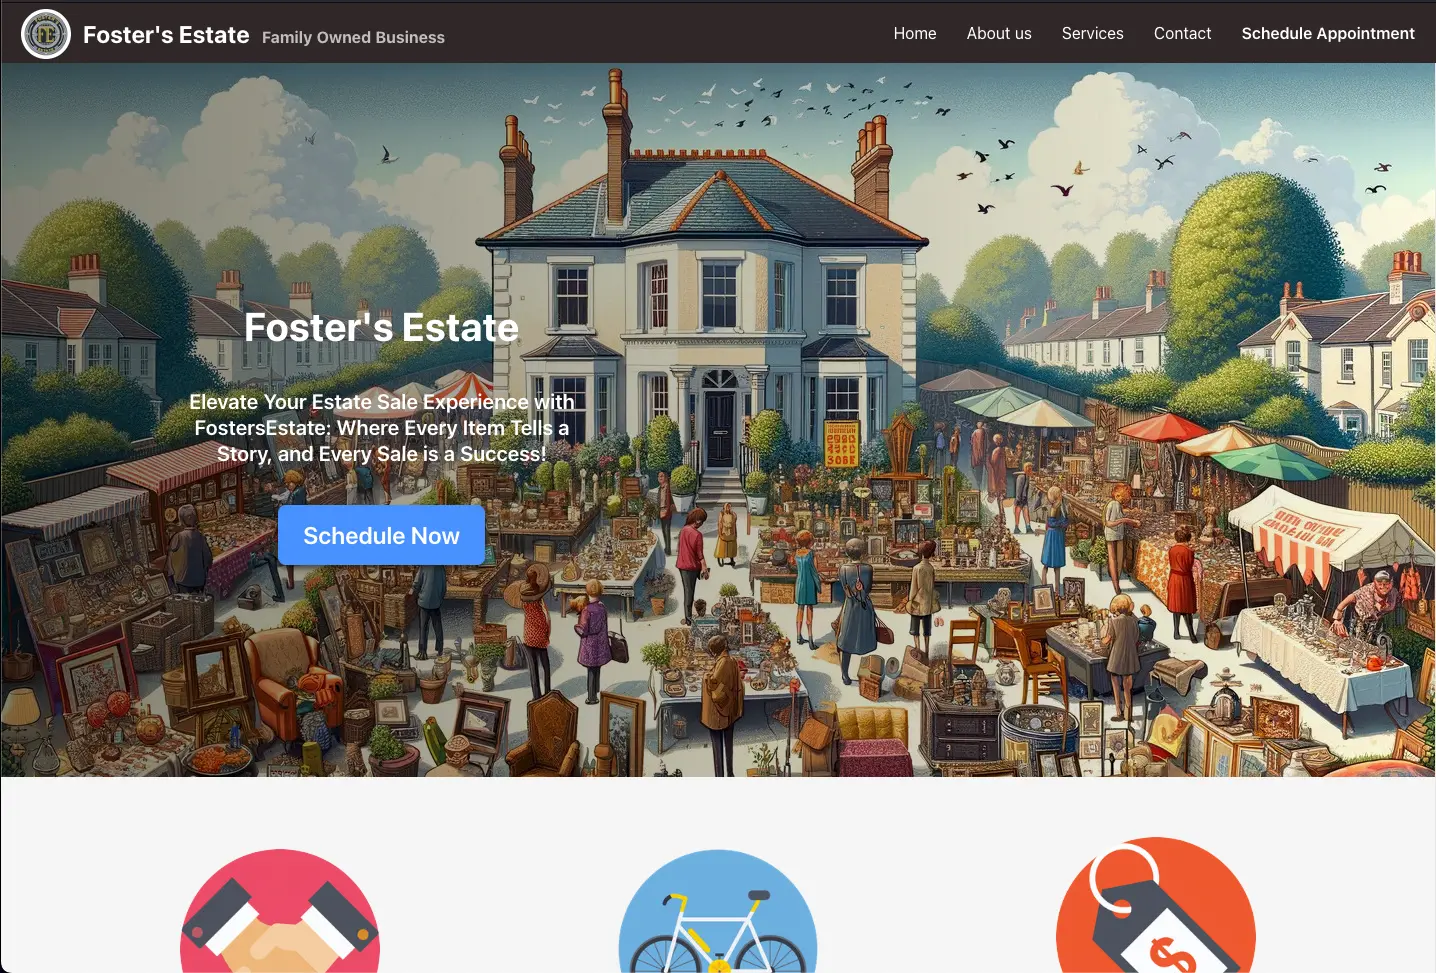 Foster's Estate Family Owned Business
Home About us Services Contact Schedule Appointment
Foster's Estate
Elevate Your Estate Sale Experience with
FostersEstate: Where Every Item Tells a
Story, and Every Sale is a Success!
Schedule Now
$